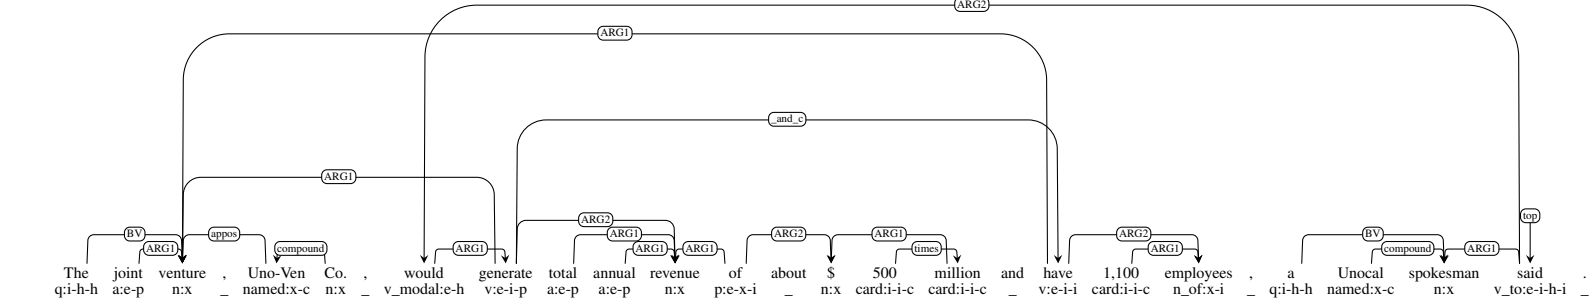 ARG2
ARG1
_and_c
ARG1
top
ARG2
BV appos ARG1 ARG2 ARG1 ARG2 BV
ARG1 compound ARG1 ARG1 ARG1 times ARG1 compound ARG1
The joint venture , Uno-Ven Co. , would generate total annual revenue of about $ 500 million and have 1,100 employees , a Unocal spokesman said .
q:i-h-h a:e-p n:x _ named:x-c n:x _ v_modal:e-h v:e-i-p a:e-p a:e-p n:x p:e-x-i _ n:x card:i-i-c card:i-i-c _ v:e-i-i card:i-i-c n_of:x-i _ q:i-h-h named:x-c n:x v_to:e-i-h-i _